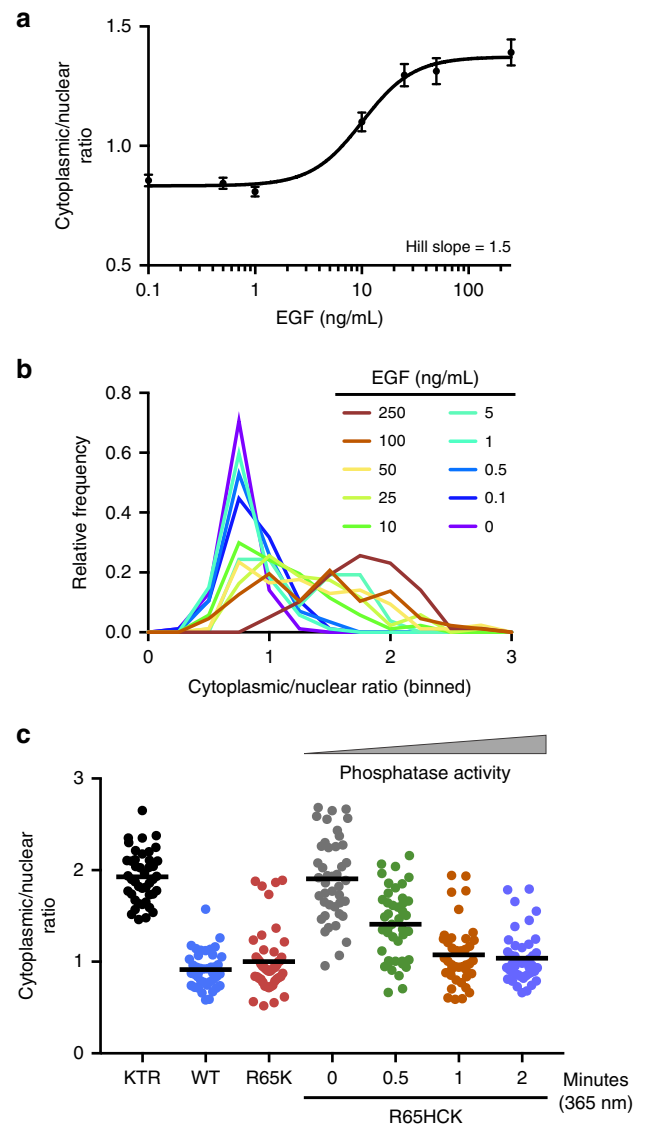 a
Cytoplasmic/nuclear
ratio
1.5
1.0
0.5
Hill slope = 1.5
0.1 1 10 100
EGF (ng/mL)
b
Relative frequency
0.8
0.6
0.4
0.2
0.0
EGF (ng/mL)
250 5
100 1
50 0.5
25 0.1
10 0
0 1 2 3
Cytoplasmic/nuclear ratio (binned)
c
Phosphatase activity
Cytoplasmic/nuclear
ratio
3
2
1
0
KTR WT R65K 0 0.5 1 2 Minutes
(365 nm)
R65HCK